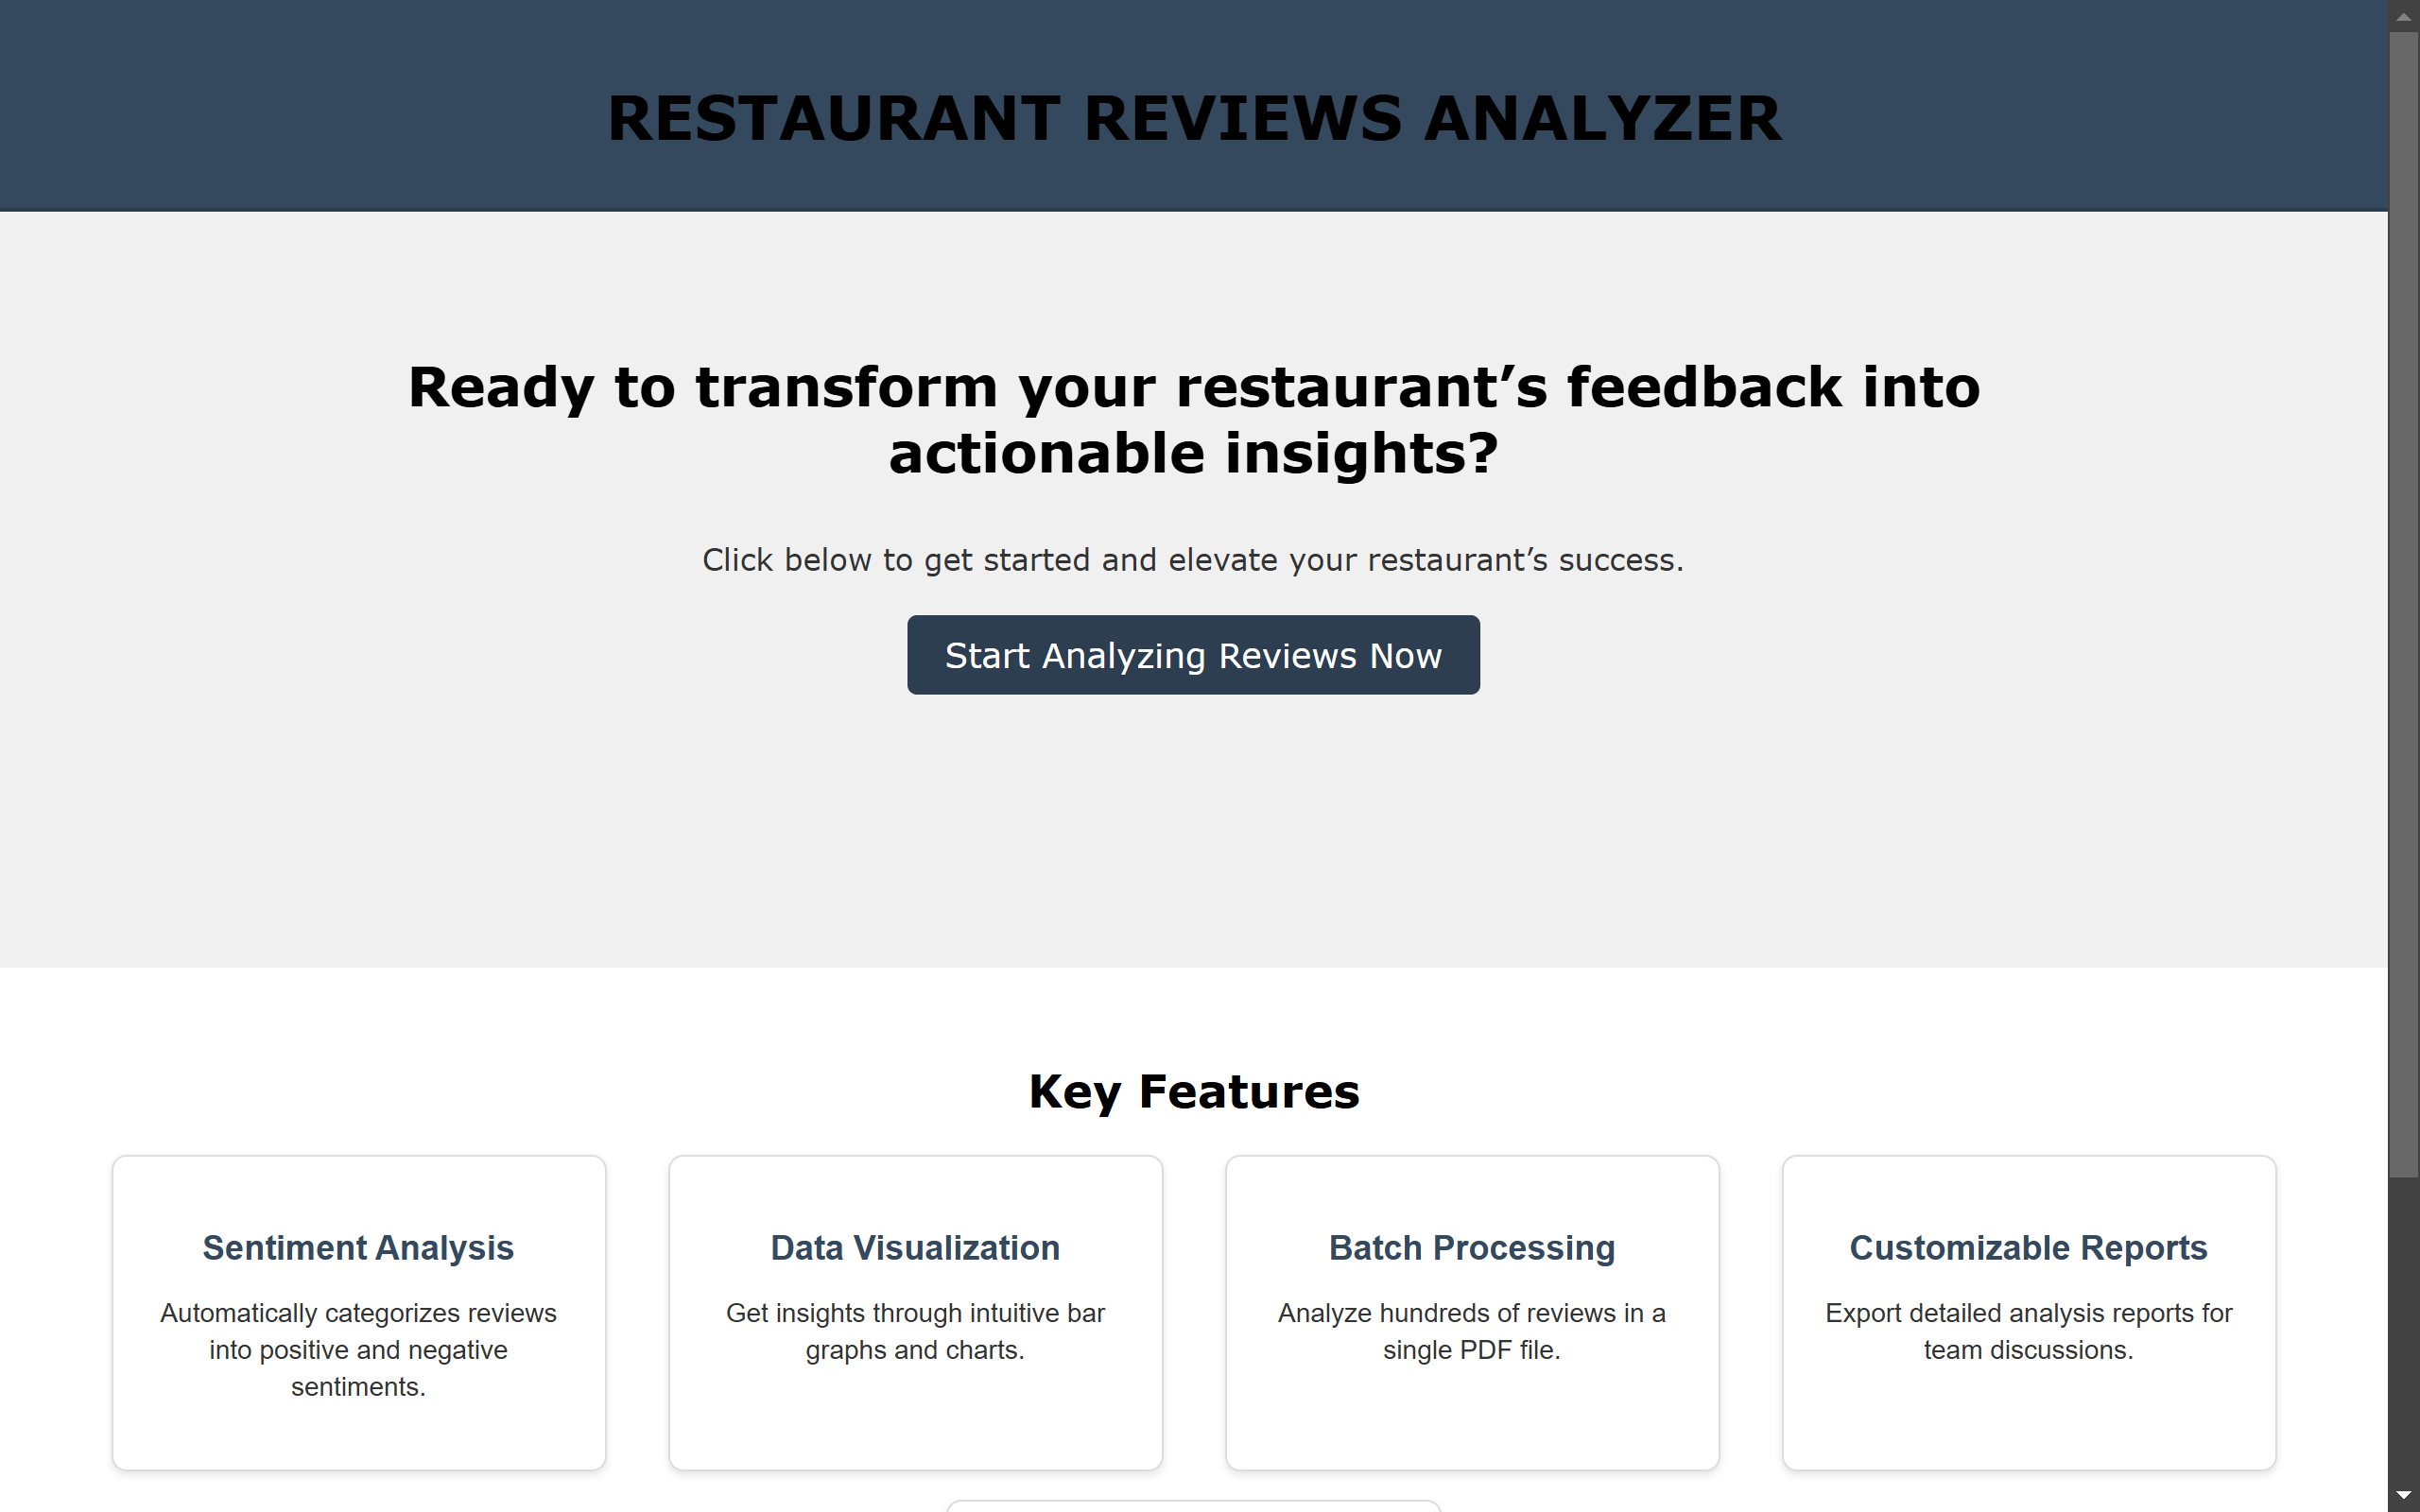 RESTAURANT REVIEWS ANALYZER
Ready to transform your restaurant’s feedback into
actionable insights?
Click below to get started and elevate your restaurant’s success.
Start Analyzing Reviews Now
Key Features
Sentiment Analysis
Automatically categorizes reviews
into positive and negative
sentiments.
Data Visualization
Get insights through intuitive bar
graphs and charts.
Batch Processing
Analyze hundreds of reviews in a
single PDF file.
Customizable Reports
Export detailed analysis reports for
team discussions.